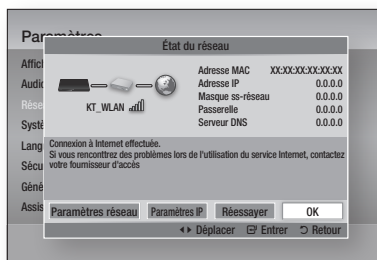 Paramètres
État du réseau
Affich
Audio
Résea
Systè
Lang
Sécu
Géné
Assis
KT_WLAN
Adresse MAC XX:XX:XX:XX:XX:XX
Adresse IP 0.0.0.0
Masque ss-réseau 0.0.0.0
Passerelle 0.0.0.0
Serveur DNS 0.0.0.0
Connexion à Internet effectuée.
Si vous renconttrez des problèmes lors de l'utilisation du service Internet, contactez
votre fournisseur d'accès
Paramètres réseau Paramètres IP Réessayer OK
Déplacer Entrer Retour